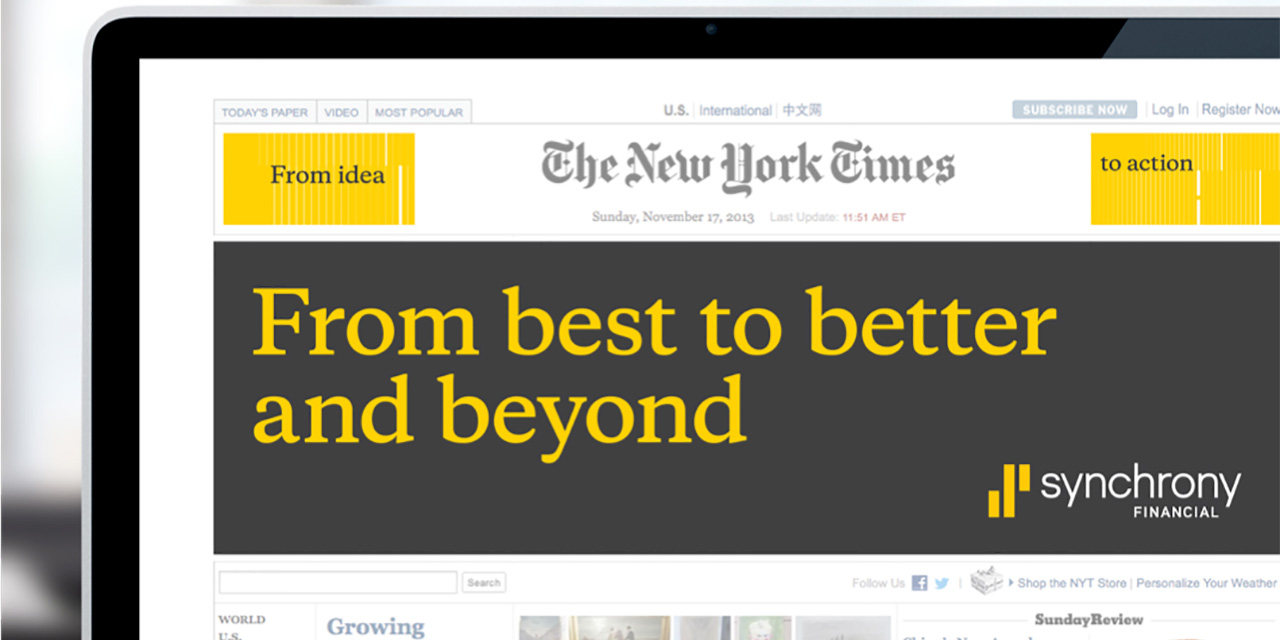 TODAY'S PAPER VIDEO MOST POPULAR
U.S. International 中文网
SUBSCRIBE NOW Log In Register Now
From idea
The New York Times
to action
Sunday, November 17, 2013 Last Update: 11:51 AM ET
From best to better
and beyond
synchrony
FINANCIAL
Search
Follow Us
Shop the NYT Store | Personalize Your Weather
WORLD
U.S.
Growing
SundayReview